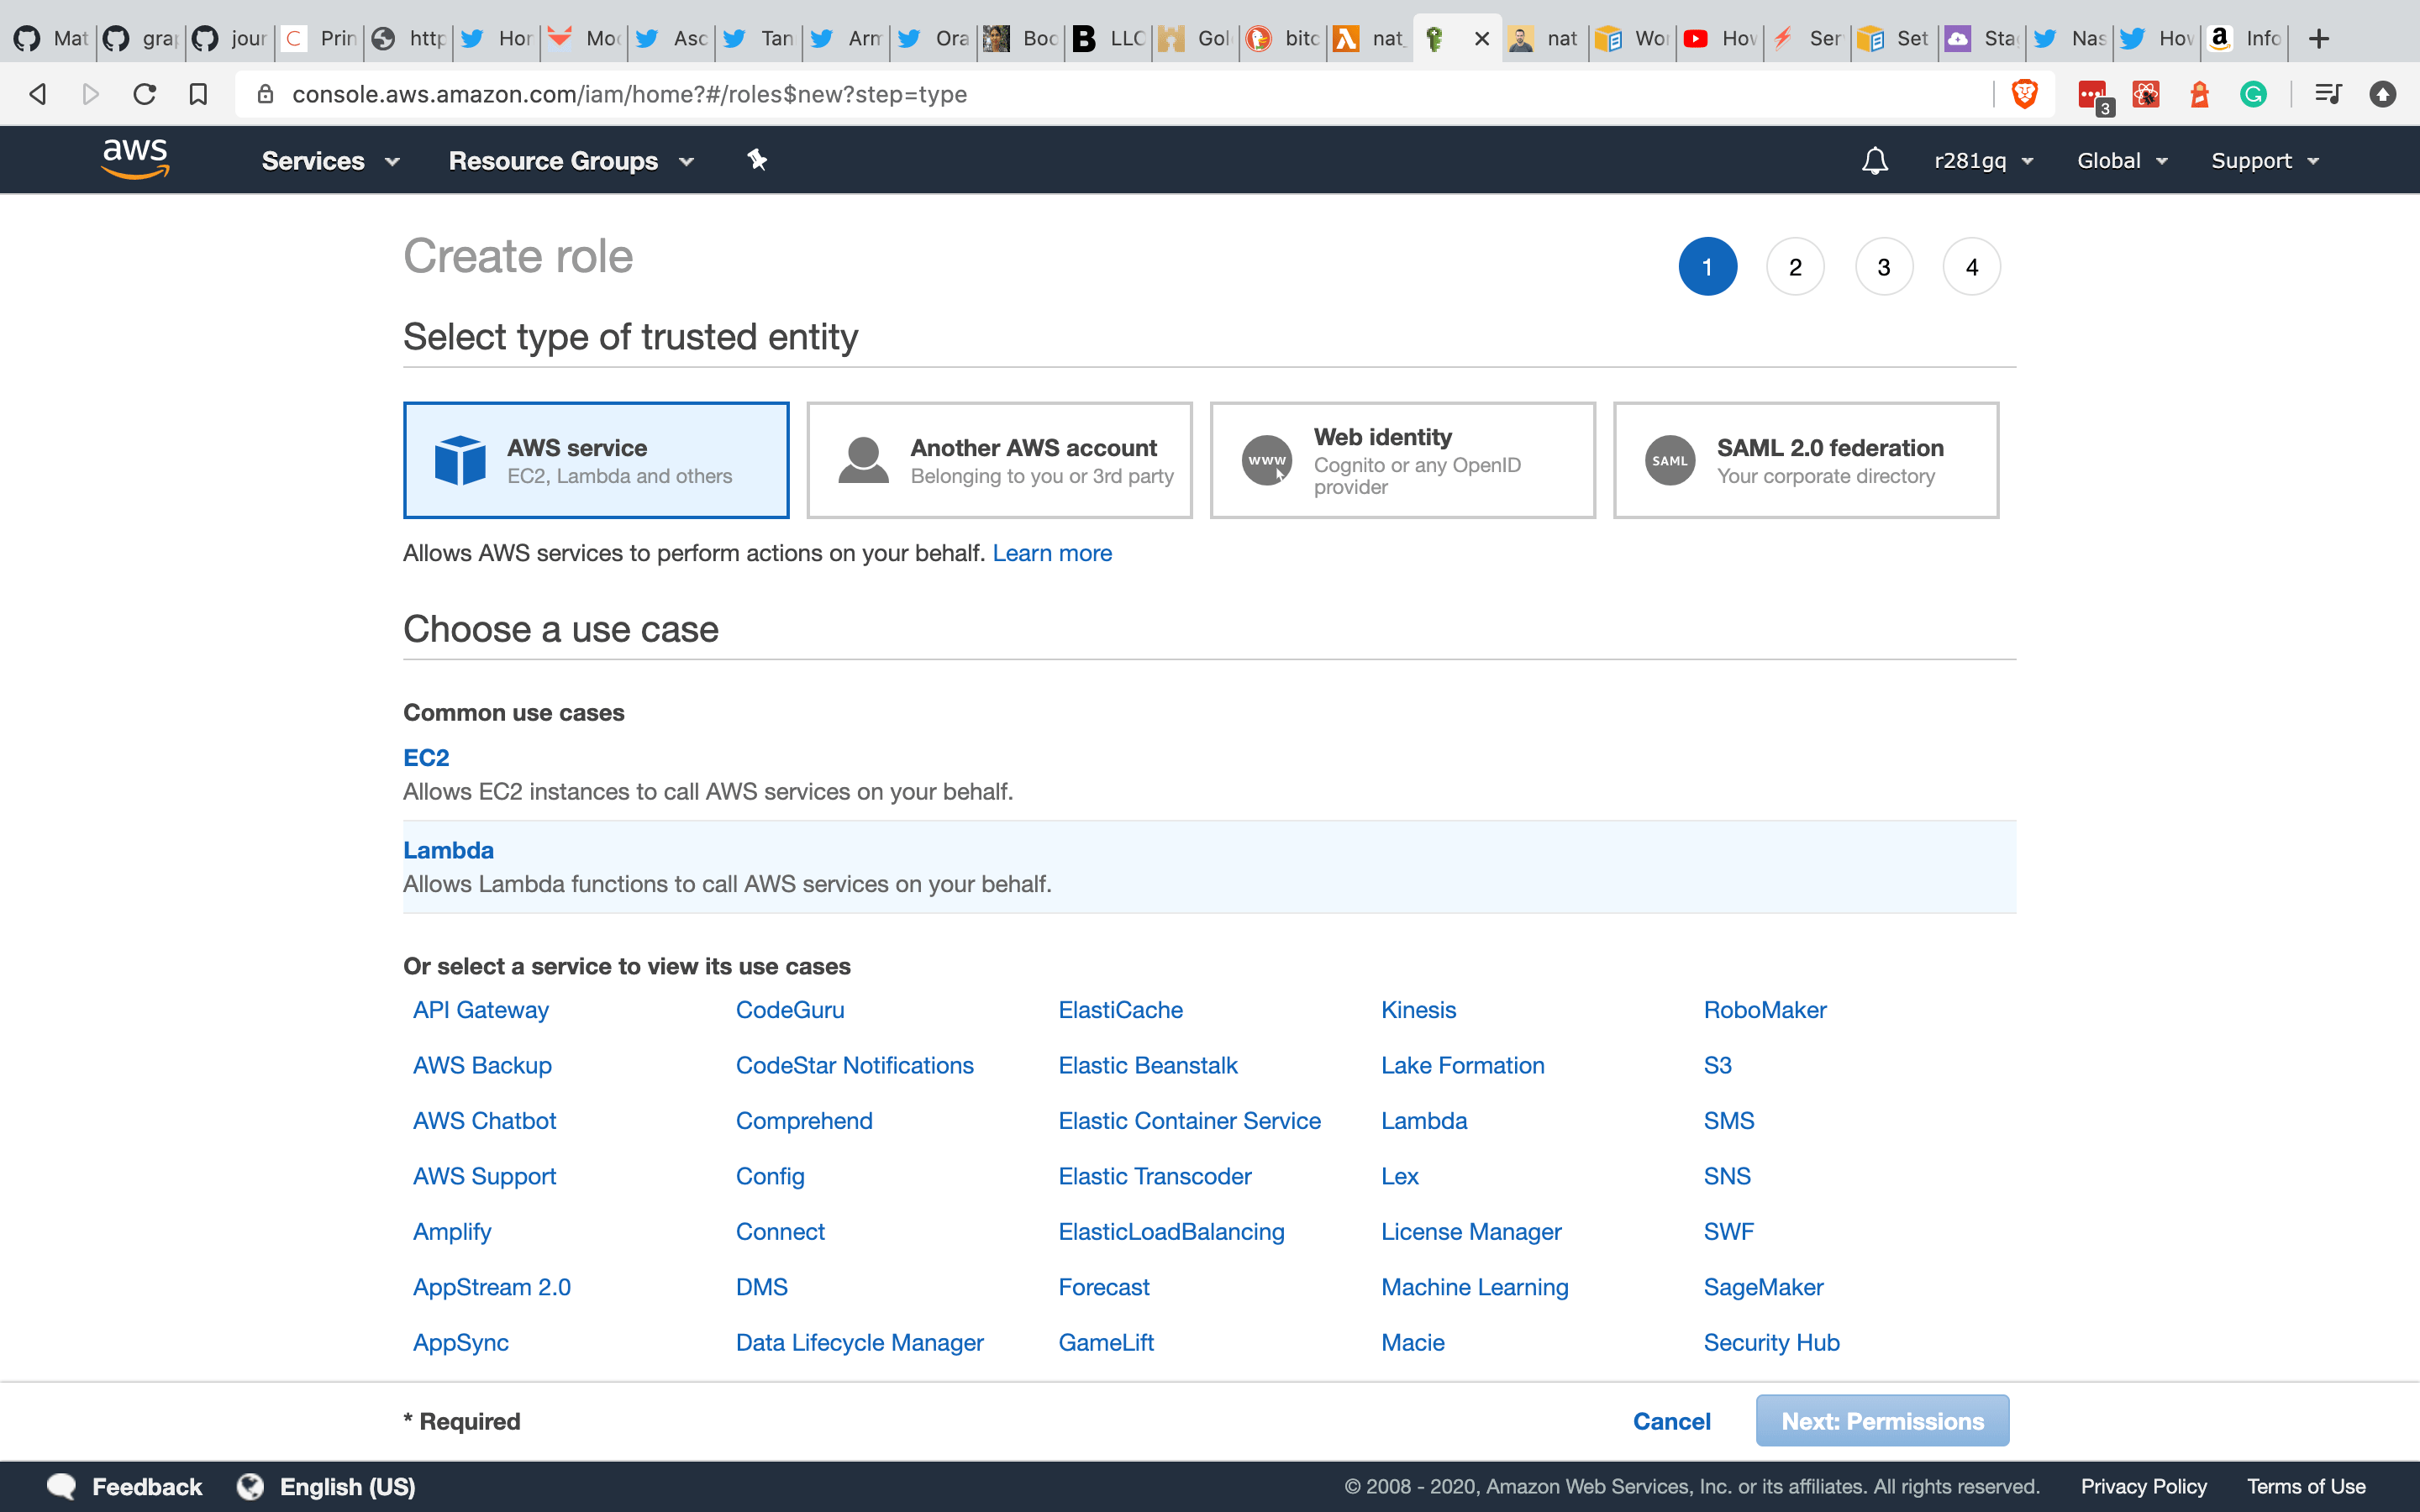 Mat
gra
jour
C
Prin
http
Hor
Moc
Asc
Tan
Arm
Ora
Boo
B
LLC
Gol
bitc
nat_
nat
Wor
How
Ser
Set
Sta
Nas
How
a
Info
console.aws.amazon.com/iam/home?#/roles$new?step=type
3
aws
Services
Resource Groups
r281gq
Global
Support
Create role
1
2
3
4
Select type of trusted entity
AWS service
EC2, Lambda and others
Another AWS account
Belonging to you or 3rd party
www
Web identity
Cognito or any OpenID
provider
SAML
SAML 2.0 federation
Your corporate directory
Allows AWS services to perform actions on your behalf. Learn more
Choose a use case
Common use cases
EC2
Allows EC2 instances to call AWS services on your behalf.
Lambda
Allows Lambda functions to call AWS services on your behalf.
Or select a service to view its use cases
API Gateway CodeGuru ElastiCache Kinesis RoboMaker
AWS Backup CodeStar Notifications Elastic Beanstalk Lake Formation S3
AWS Chatbot Comprehend Elastic Container Service Lambda SMS
AWS Support Config Elastic Transcoder Lex SNS
Amplify Connect ElasticLoadBalancing License Manager SWF
AppStream 2.0 DMS Forecast Machine Learning SageMaker
AppSync Data Lifecycle Manager GameLift Macie Security Hub
* Required
Cancel
Next: Permissions
Feedback
English (US)
© 2008 - 2020, Amazon Web Services, Inc. or its affiliates. All rights reserved.
Privacy Policy
Terms of Use